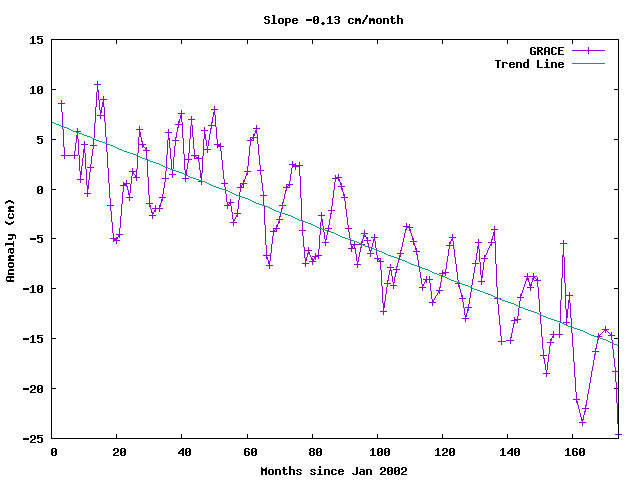 Slope -0.13 cm/month
15
GRACE
Trend Line
10
5
0
-5
-10
-15
-20
-25
Anomaly (cm)
0 20 40 60 80 100 120 140 160
Months since Jan 2002